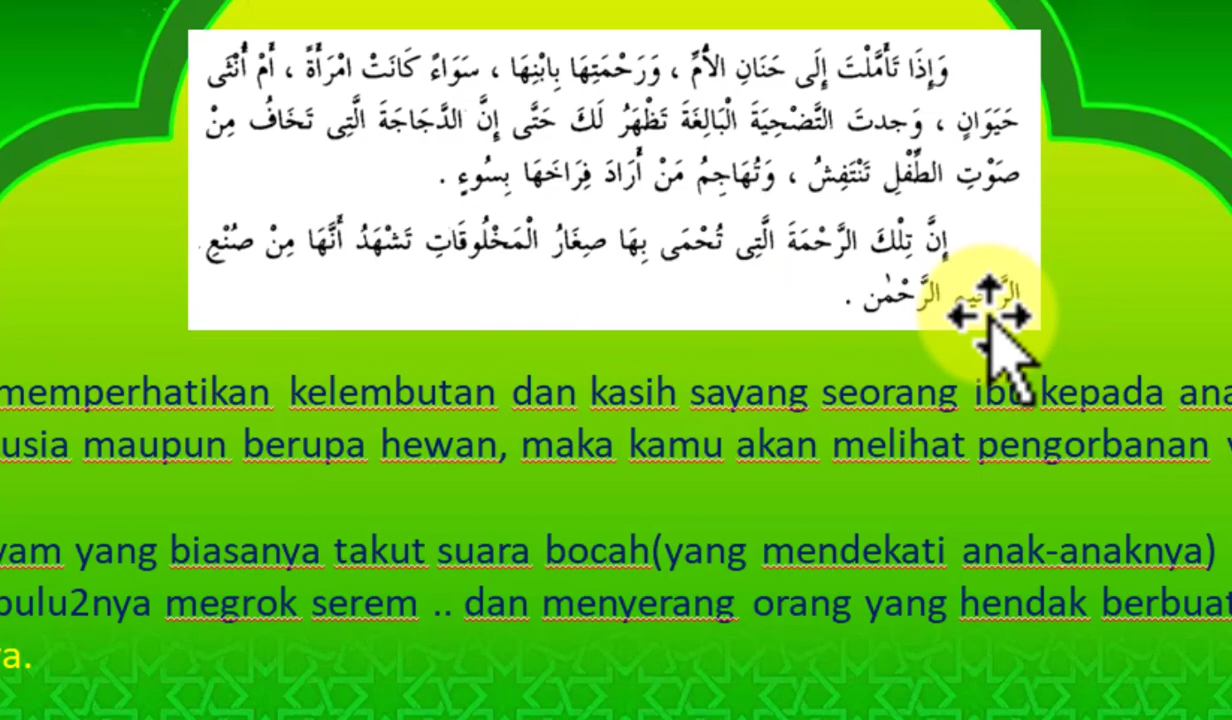 وَإِذَا تَأَمَّلْتَ إِلَى حَنَانِ الأُمِّ ، وَرَحْمَتِهَا بِابْنِهَا ، سَوَاءً كَانَتْ امْرَأَةً ، أَمْ أُنْثَى
حَيَوَانٍ ، وَجدتَ التَّضْحِيَةَ الْبَالِغَةَ تَظْهَرُ لَكَ حَتَّى إِنَّ الدَّجَاجَةَ الَّتِى تَخَافُ مِنْ
صَوْتِ الطِّفْلِ تَنْتَفِشُ ، وَتُهَاجِمُ مَنْ أَرَادَ فِرَاخَهَا بِسُوءٍ .
إِنَّ تِلْكَ الرَّحْمَةَ الَّتِى تُحْمَى بِهَا صِغَارُ الْمَخْلُوقَاتِ تَشْهَدُ أَنَّهَا مِنْ صُنْعِ
الرَّحْمٰن .
memperhatikan kelembutan dan kasih sayang seorang ibu kepada ana
usia maupun berupa hewan, maka kamu akan melihat pengorbanan
yam yang biasanya takut suara bocah(yang mendekati anak-anaknya)
bulu2nya megrok serem .. dan menyerang orang yang hendak berbuat
a.